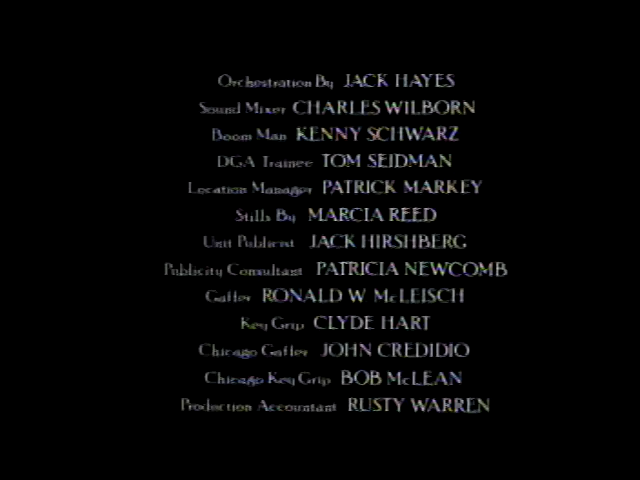 Orchestration By JACK HAYES
Sound Mixer CHARLES WILBORN
Boom Man KENNY SCHWARZ
DGA Trainee TOM SEIDMAN
Location Manager PATRICK MARKEY
Stills By MARCIA REED
Unit Publicist JACK HIRSHBERG
Publicity Consultant PATRICIA NEWCOMB
Gaffer RONALD W McLEISCH
Key Grip CLYDE HART
Chicago Gaffer JOHN CREDIDIO
Chicago Key Grip BOB McLEAN
Production Accountant RUSTY WARREN